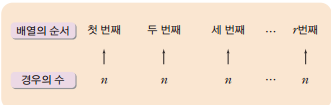 배열의 순서 첫 번째 두 번째 세 번째 … r번째
경우의 수 n n n … n